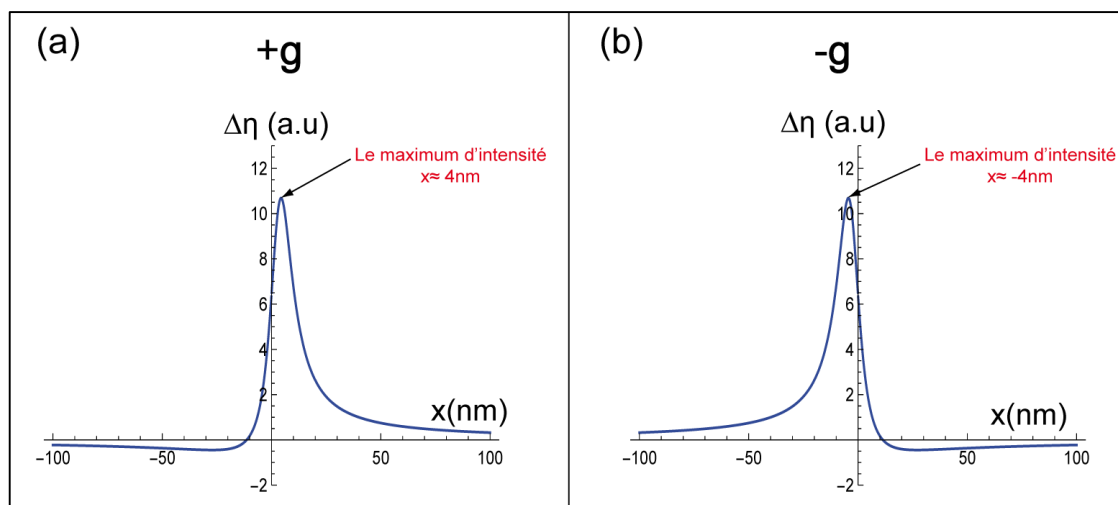 (a)
+g
Δη (a.u)
12
10
8
6
4
2
-2
-100
-50
50
100
x(nm)
Le maximum d'intensité
x≈ 4nm
(b)
-g
Δη (a.u)
12
10
8
6
4
2
-2
-100
-50
50
100
x(nm)
Le maximum d'intensité
x≈ -4nm